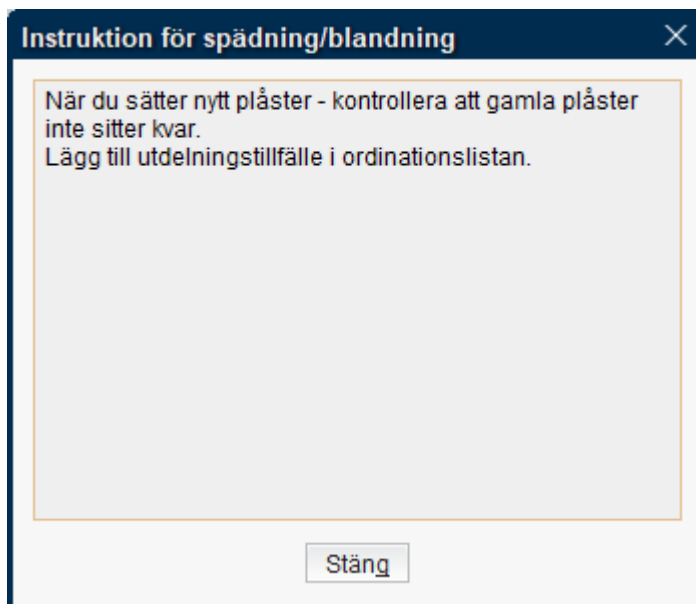 Instruktion för spädning/blandning
När du sätter nytt plåster - kontrollera att gamla plåster
inte sitter kvar.
Lägg till utdelningstillfälle i ordinationslistan.
Stäng